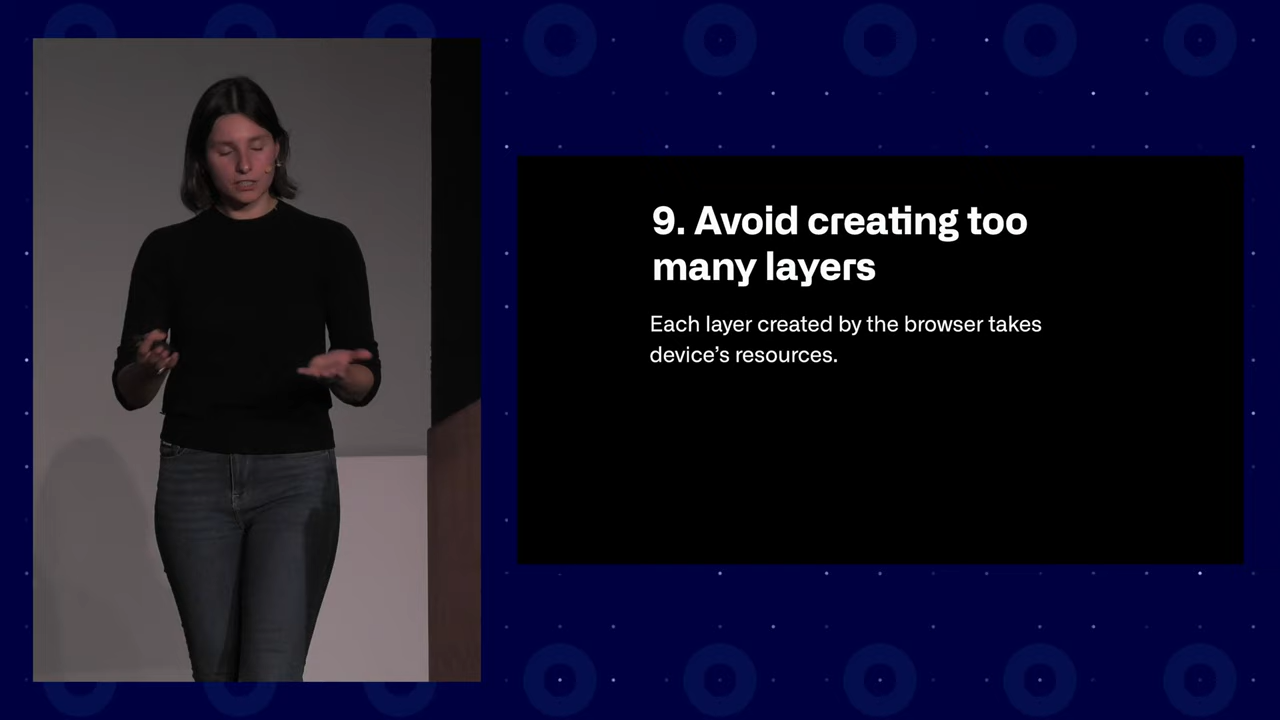 9. Avoid creating too
many layers
Each layer created by the browser takes
device's resources.